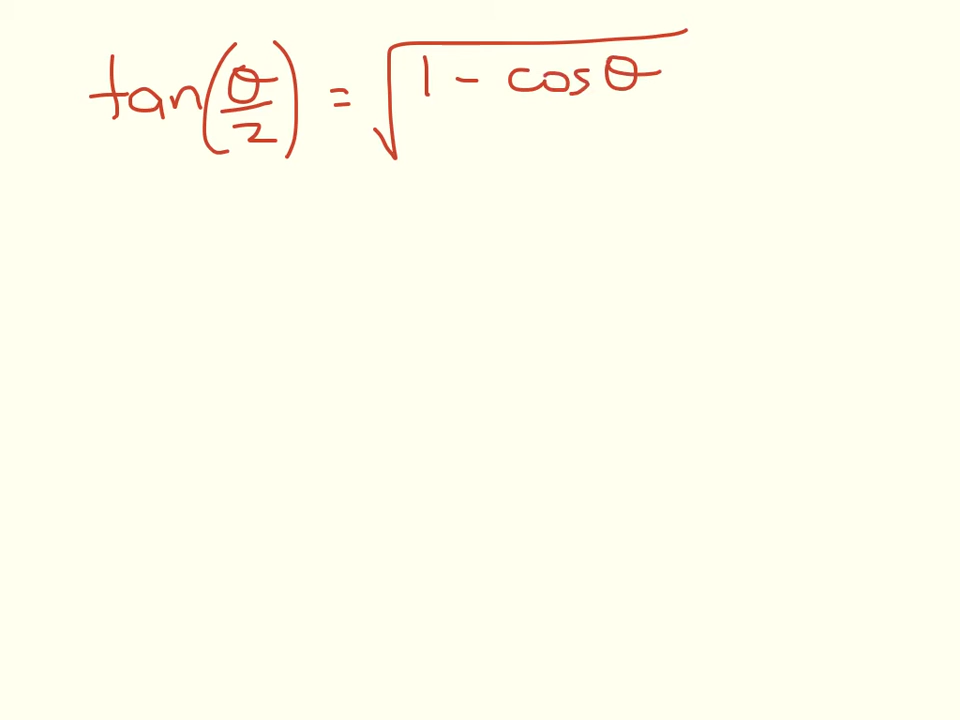 tan(θ/2) = √(1 - cosθ)